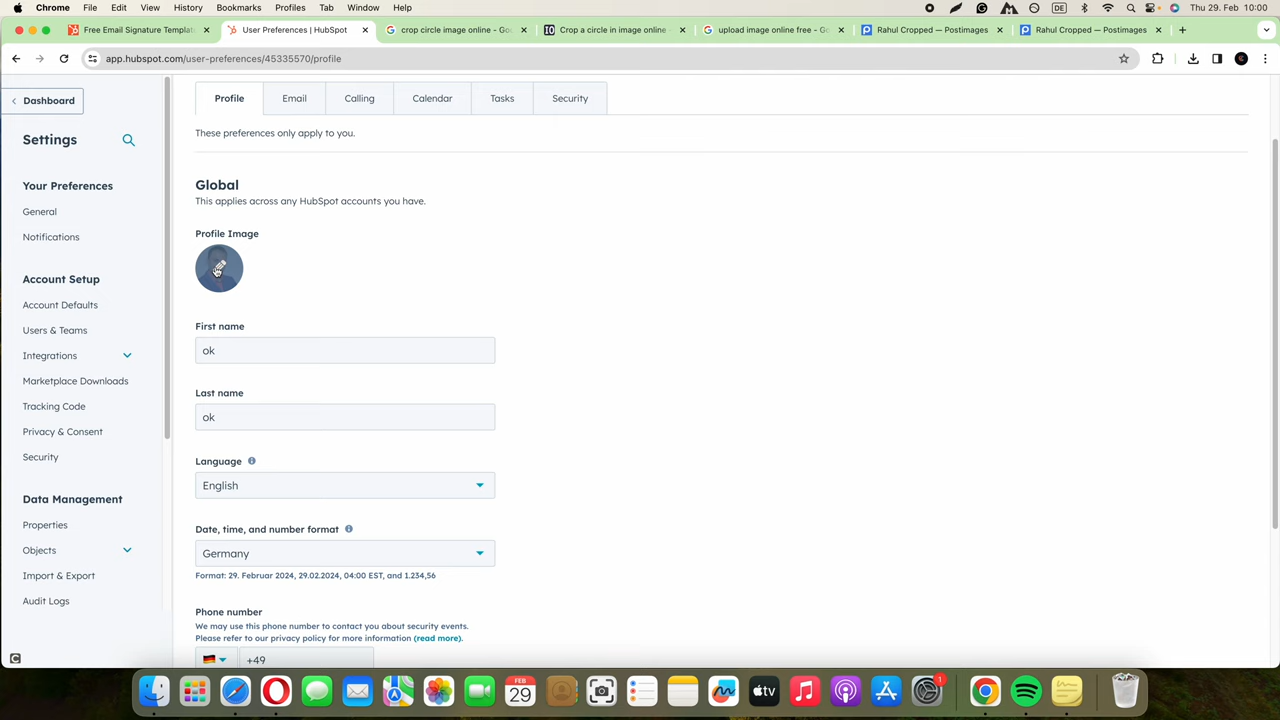 Chrome File Edit View History Bookmarks Profiles Tab Window Help DE Thu 29. Feb 10:00
Free Email Signature Templat User Preferences | HubSpot crop circle image online - Goo Crop a circle in image online upload image online free - Go Rahul Cropped — Postimages Rahul Cropped — Postimages
app.hubspot.com/user-preferences/45335570/profile
Dashboard
Settings
Your Preferences
General
Notifications
Account Setup
Account Defaults
Users & Teams
Integrations
Marketplace Downloads
Tracking Code
Privacy & Consent
Security
Data Management
Properties
Objects
Import & Export
Audit Logs
Profile Email Calling Calendar Tasks Security
These preferences only apply to you.
Global
This applies across any HubSpot accounts you have.
Profile Image
First name
ok
Last name
ok
Language
English
Date, time, and number format
Germany
Format: 29. Februar 2024, 29.02.2024, 04:00 EST, and 1.234,56
Phone number
We may use this phone number to contact you about security events.
Please refer to our privacy policy for more information (read more).
+49
FEB
29
tv
1